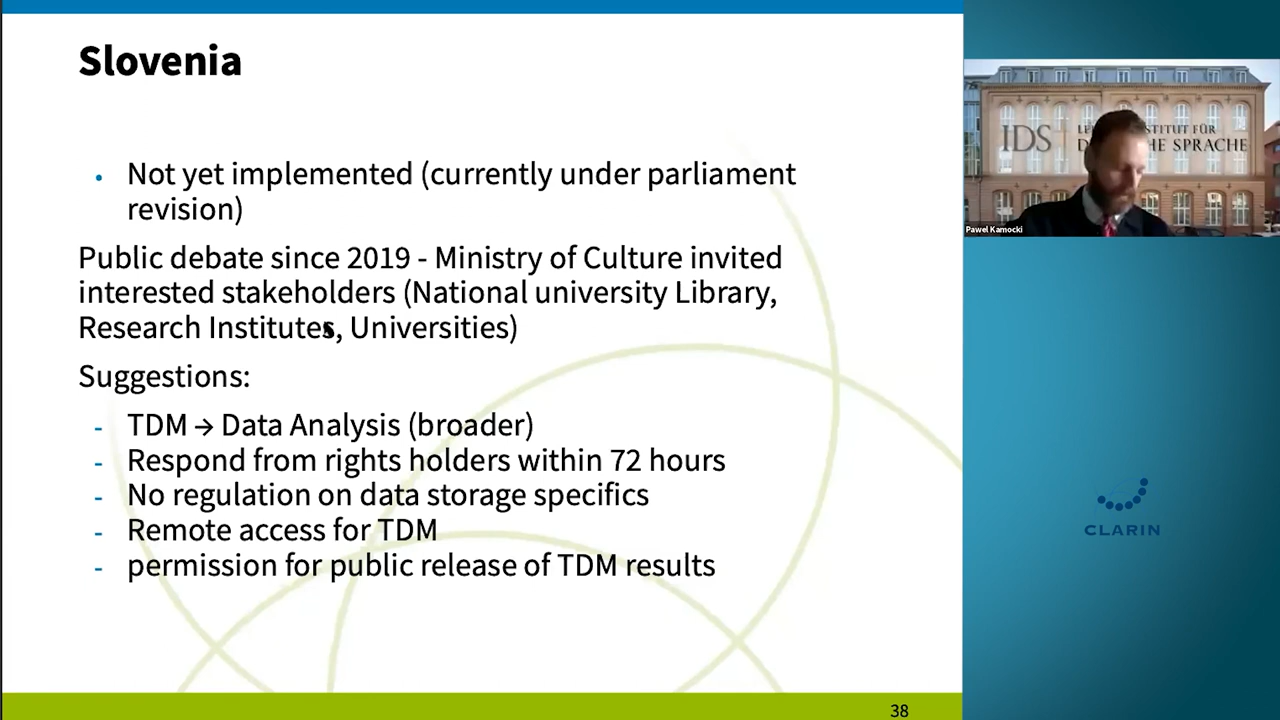 Slovenia
• Not yet implemented (currently under parliament
revision)
Public debate since 2019 - Ministry of Culture invited
interested stakeholders (National university Library,
Research Institutes, Universities)
Suggestions:
- TDM → Data Analysis (broader)
- Respond from rights holders within 72 hours
- No regulation on data storage specifics
- Remote access for TDM
- permission for public release of TDM results
38
IDS
STITUT FÜR
HE SPRACHE
Pawel Kamocki
CLARIN